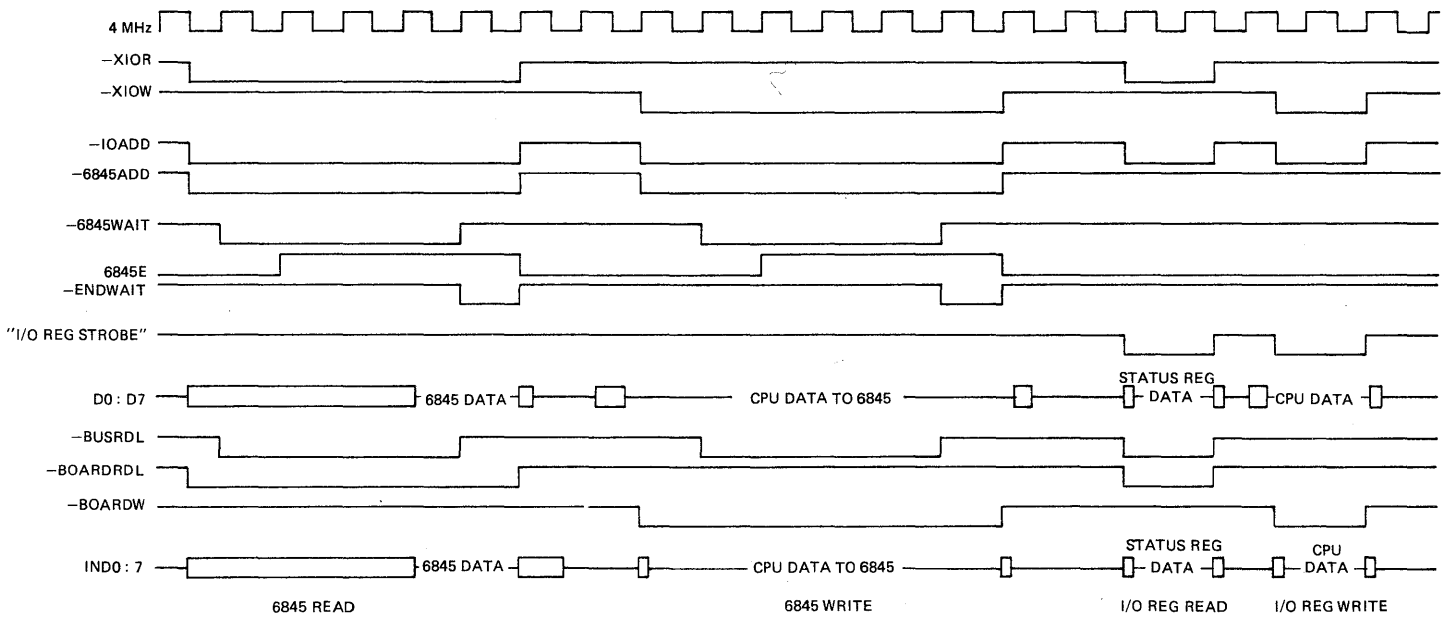 4 MHz
−XIOR
−XIOW
−IOADD
−6845ADD
−6845WAIT
6845E
−ENDWAIT
"I/O REG STROBE"
STATUS REG
D0 : D7 6845 DATA CPU DATA TO 6845 DATA CPU DATA
−BUSRDL
−BOARDRDL
−BOARDW
STATUS REG CPU
IND0 : 7 6845 DATA CPU DATA TO 6845 DATA DATA
6845 READ 6845 WRITE I/O REG READ I/O REG WRITE